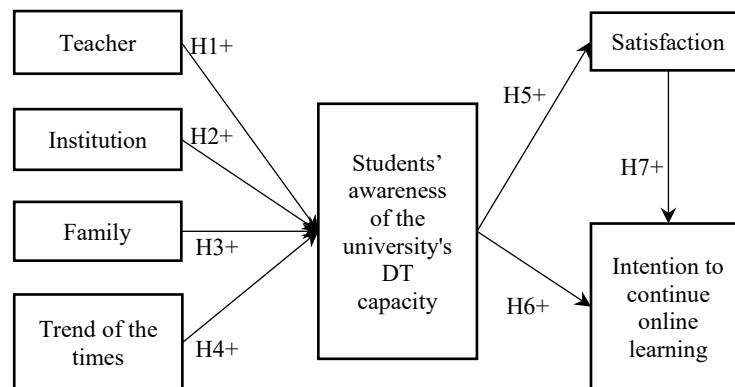 Teacher
H1+
Institution
H2+
Family
H3+
Trend of the
times
H4+
Students’
awareness
of the
university's
DT
capacity
H5+
H6+
Satisfaction
H7+
Intention to
continue
online
learning